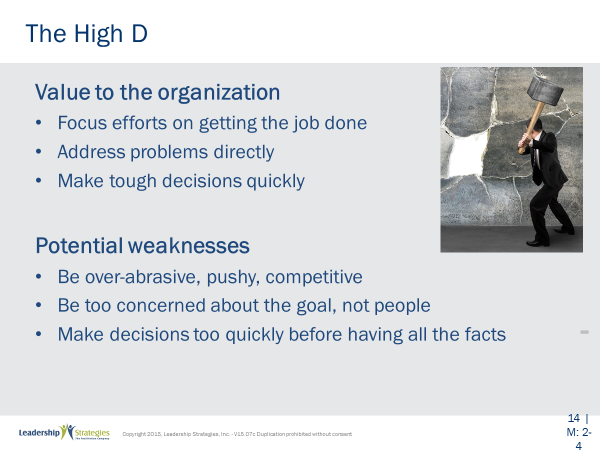 The High D
Value to the organization
• Focus efforts on getting the job done
• Address problems directly
• Make tough decisions quickly
Potential weaknesses
• Be over-abrasive, pushy, competitive
• Be too concerned about the goal, not people
• Make decisions too quickly before having all the facts
Leadership Strategies
The Facilitation Company
Copyright 2015, Leadership Strategies, Inc. - V15.07c Duplication prohibited without consent
14 |
M: 2-
4